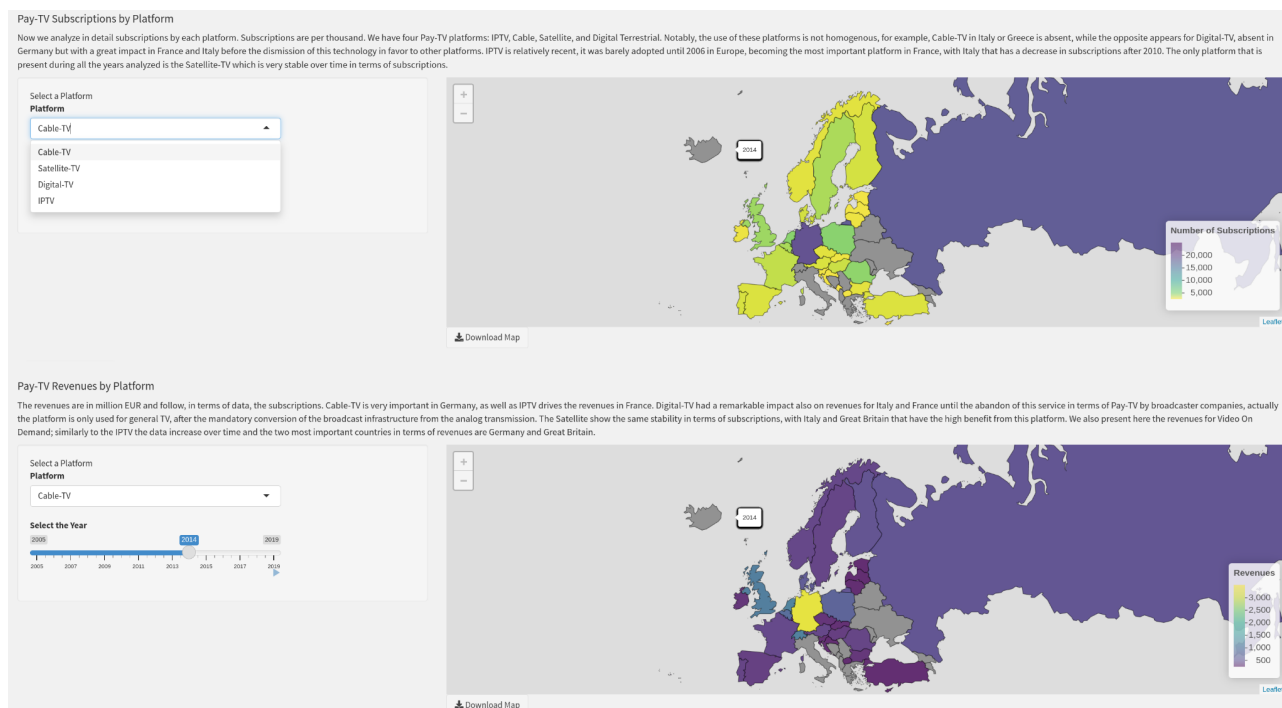 Pay-TV Subscriptions by Platform
Now we analyze in detail subscriptions by each platform. Subscriptions are per thousand. We have four Pay-TV platforms: IPTV, Cable, Satellite, and Digital Terrestrial. Notably, the use of these platforms is not homogenous, for example, Cable-TV in Italy or Greece is absent, while the opposite appears for Digital-TV, absent in
Germany but with a great impact in France and Italy before the dismission of this technology in favor to other platforms. IPTV is relatively recent, it was barely adopted until 2006 in Europe, becoming the most important platform in France, with Italy that has a decrease in subscriptions after 2010. The only platform that is
present during all the years analyzed is the Satellite-TV which is very stable over time in terms of subscriptions.
Select a Platform
Platform
Cable-TV
Cable-TV
Satellite-TV
Digital-TV
IPTV
+
−
2014
Number of Subscriptions
20,000
15,000
10,000
5,000
Leafle
Download Map
Pay-TV Revenues by Platform
The revenues are in million EUR and follow, in terms of data, the subscriptions. Cable-TV is very important in Germany, as well as IPTV drives the revenues in France. Digital-TV had a remarkable impact also on revenues for Italy and France until the abandon of this service in terms of Pay-TV by broadcaster companies, actually
the platform is only used for general TV, after the mandatory conversion of the broadcast infrastructure from the analog transmission. The Satellite show the same stability in terms of subscriptions, with Italy and Great Britain that have the high benefit from this platform. We also present here the revenues for Video On
Demand; similarly to the IPTV the data increase over time and the two most important countries in terms of revenues are Germany and Great Britain.
Select a Platform
Platform
Cable-TV
Select the Year
2005 2014 2019
2005 2007 2009 2011 2013 2015 2017 2019
+
−
2014
Revenues
3,000
2,500
2,000
1,500
1,000
500
Leafle
Download Map